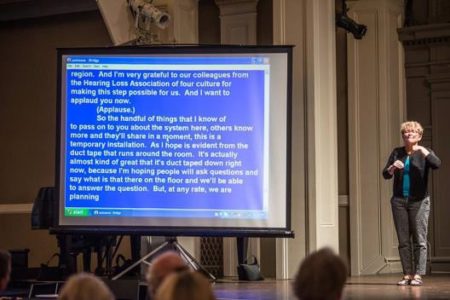 region. And I'm very grateful to our colleagues from
the Hearing Loss Association of four culture for
making this step possible for us. And I want to
applaud you now.
(Applause.)
So the handful of things that I know of
to pass on to you about the system here, others know
more and they'll share in a moment, this is a
temporary installation. As I hope is evident from the
duct tape that runs around the room. It's actually
almost kind of great that it's duct taped down right
now, because I'm hoping people will ask questions and
say what is that there on the floor and we'll be able
to answer the question. But, at any rate, we are
planning
start